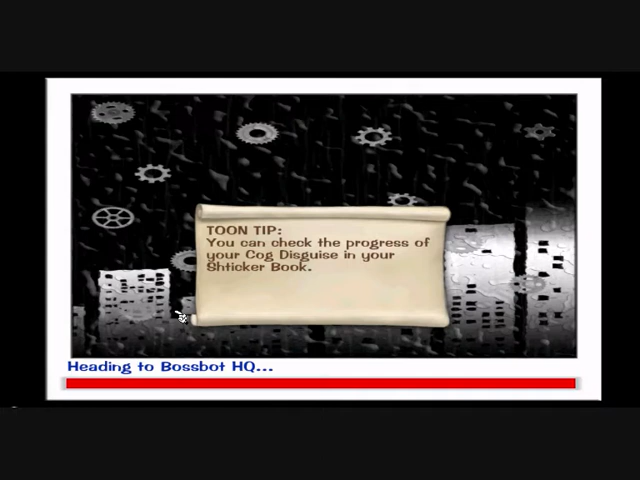 TOON TIP:
You can check the progress of
your Cog Disguise in your
Shticker Book.
Heading to Bossbot HQ...